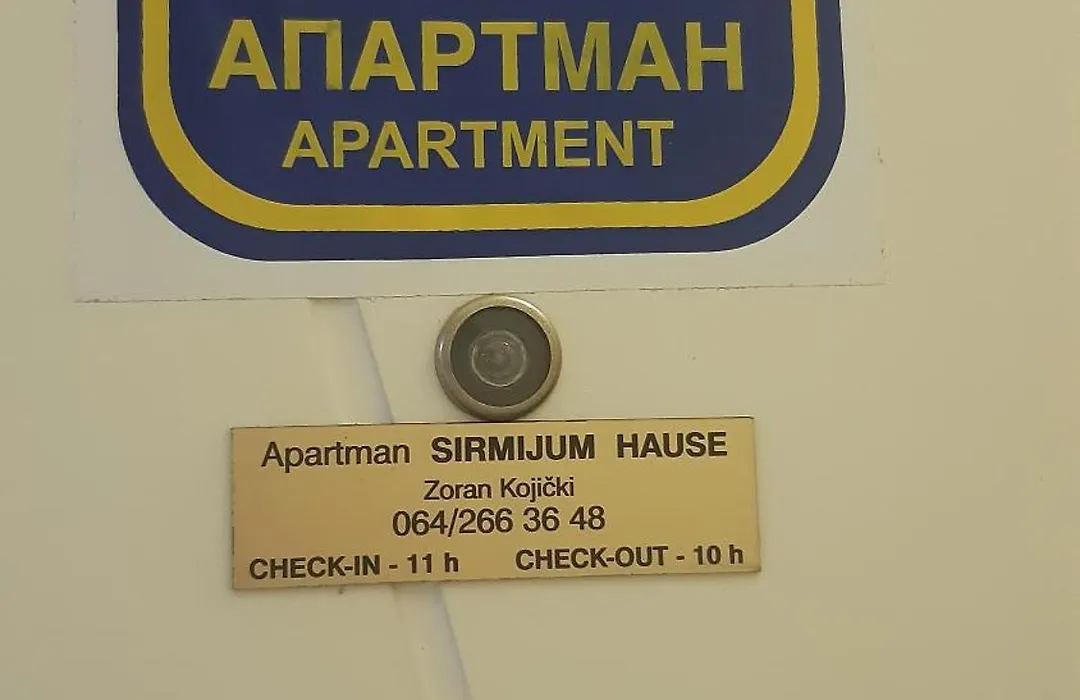 АПАРТМАН
APARTMENT
Apartman SIRMIJUM HAUSE
Zoran Kojički
064/266 36 48
CHECK-IN - 11 h CHECK-OUT - 10 h